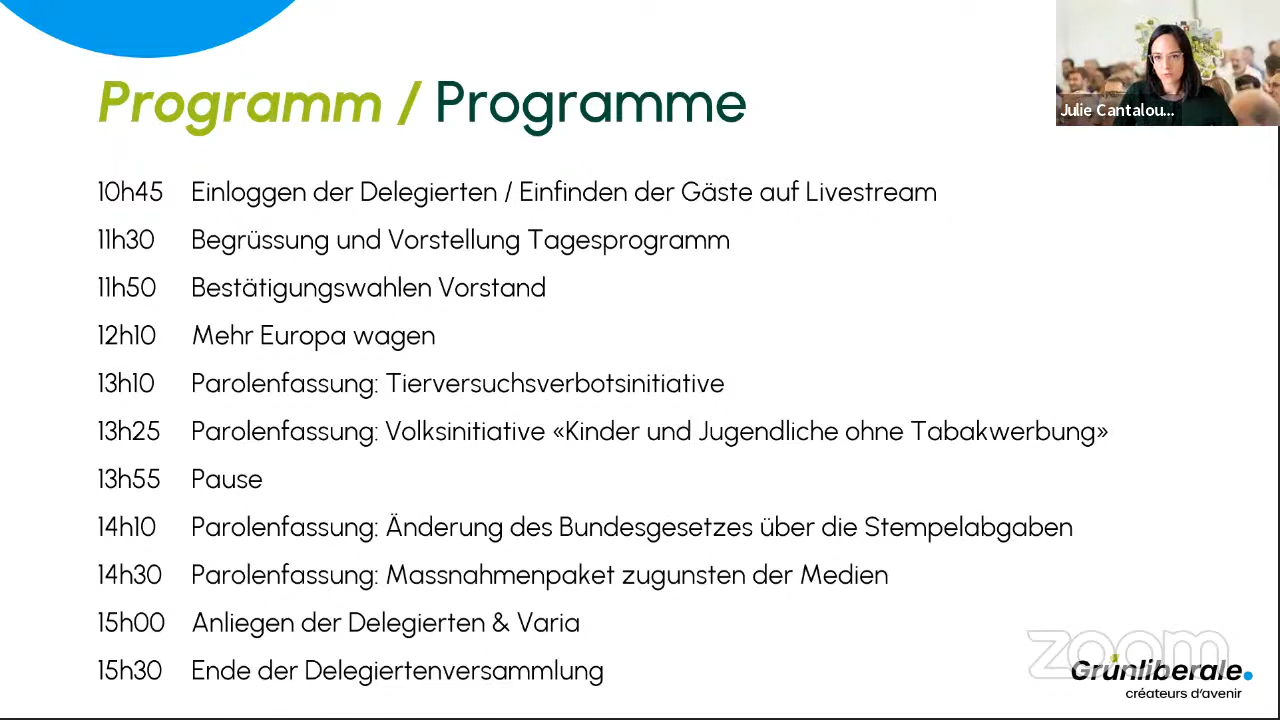 Programm / Programme
Julie Cantalou...
10h45 Einloggen der Delegierten / Einfinden der Gäste auf Livestream
11h30 Begrüssung und Vorstellung Tagesprogramm
11h50 Bestätigungswahlen Vorstand
12h10 Mehr Europa wagen
13h10 Parolenfassung: Tierversuchsverbotsinitiative
13h25 Parolenfassung: Volksinitiative «Kinder und Jugendliche ohne Tabakwerbung»
13h55 Pause
14h10 Parolenfassung: Änderung des Bundesgesetzes über die Stempelabgaben
14h30 Parolenfassung: Massnahmenpaket zugunsten der Medien
15h00 Anliegen der Delegierten & Varia
15h30 Ende der Delegiertenversammlung
zoom
Grünliberale.
créateurs d'avenir